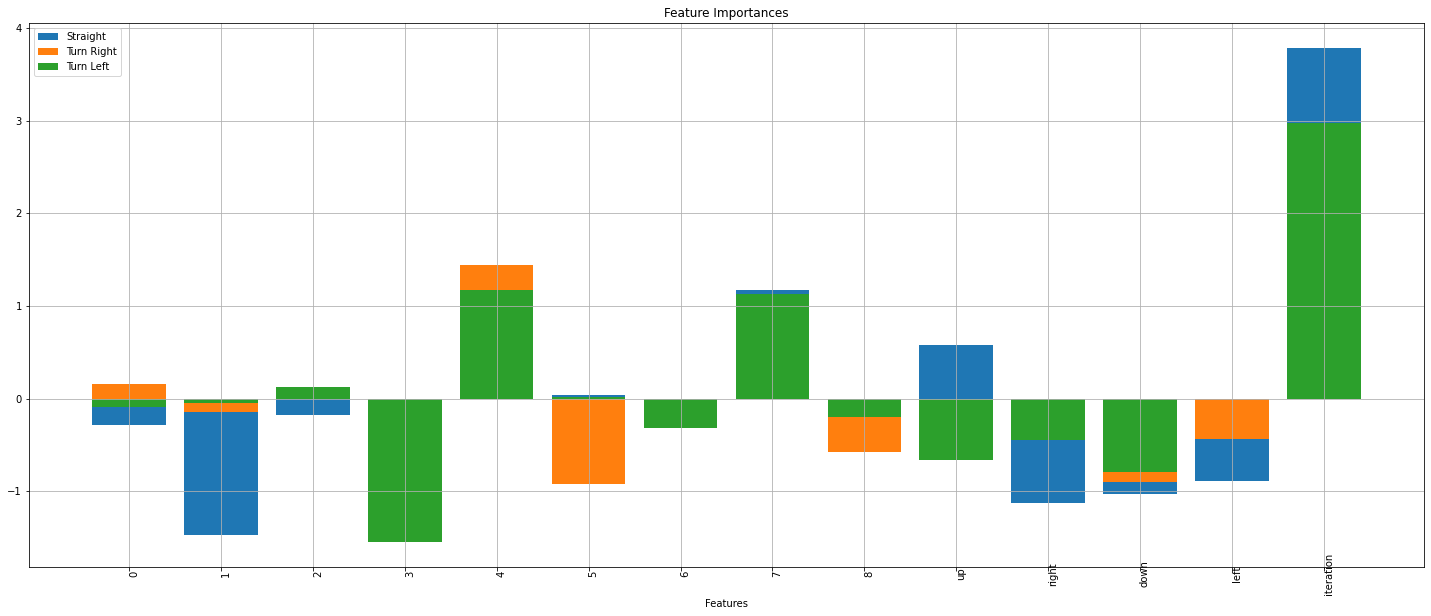 Feature Importances
Straight
Turn Right
Turn Left
4
3
2
1
0
−1
0 1 2 3 4 5 6 7 8 up right down left iteration
Features